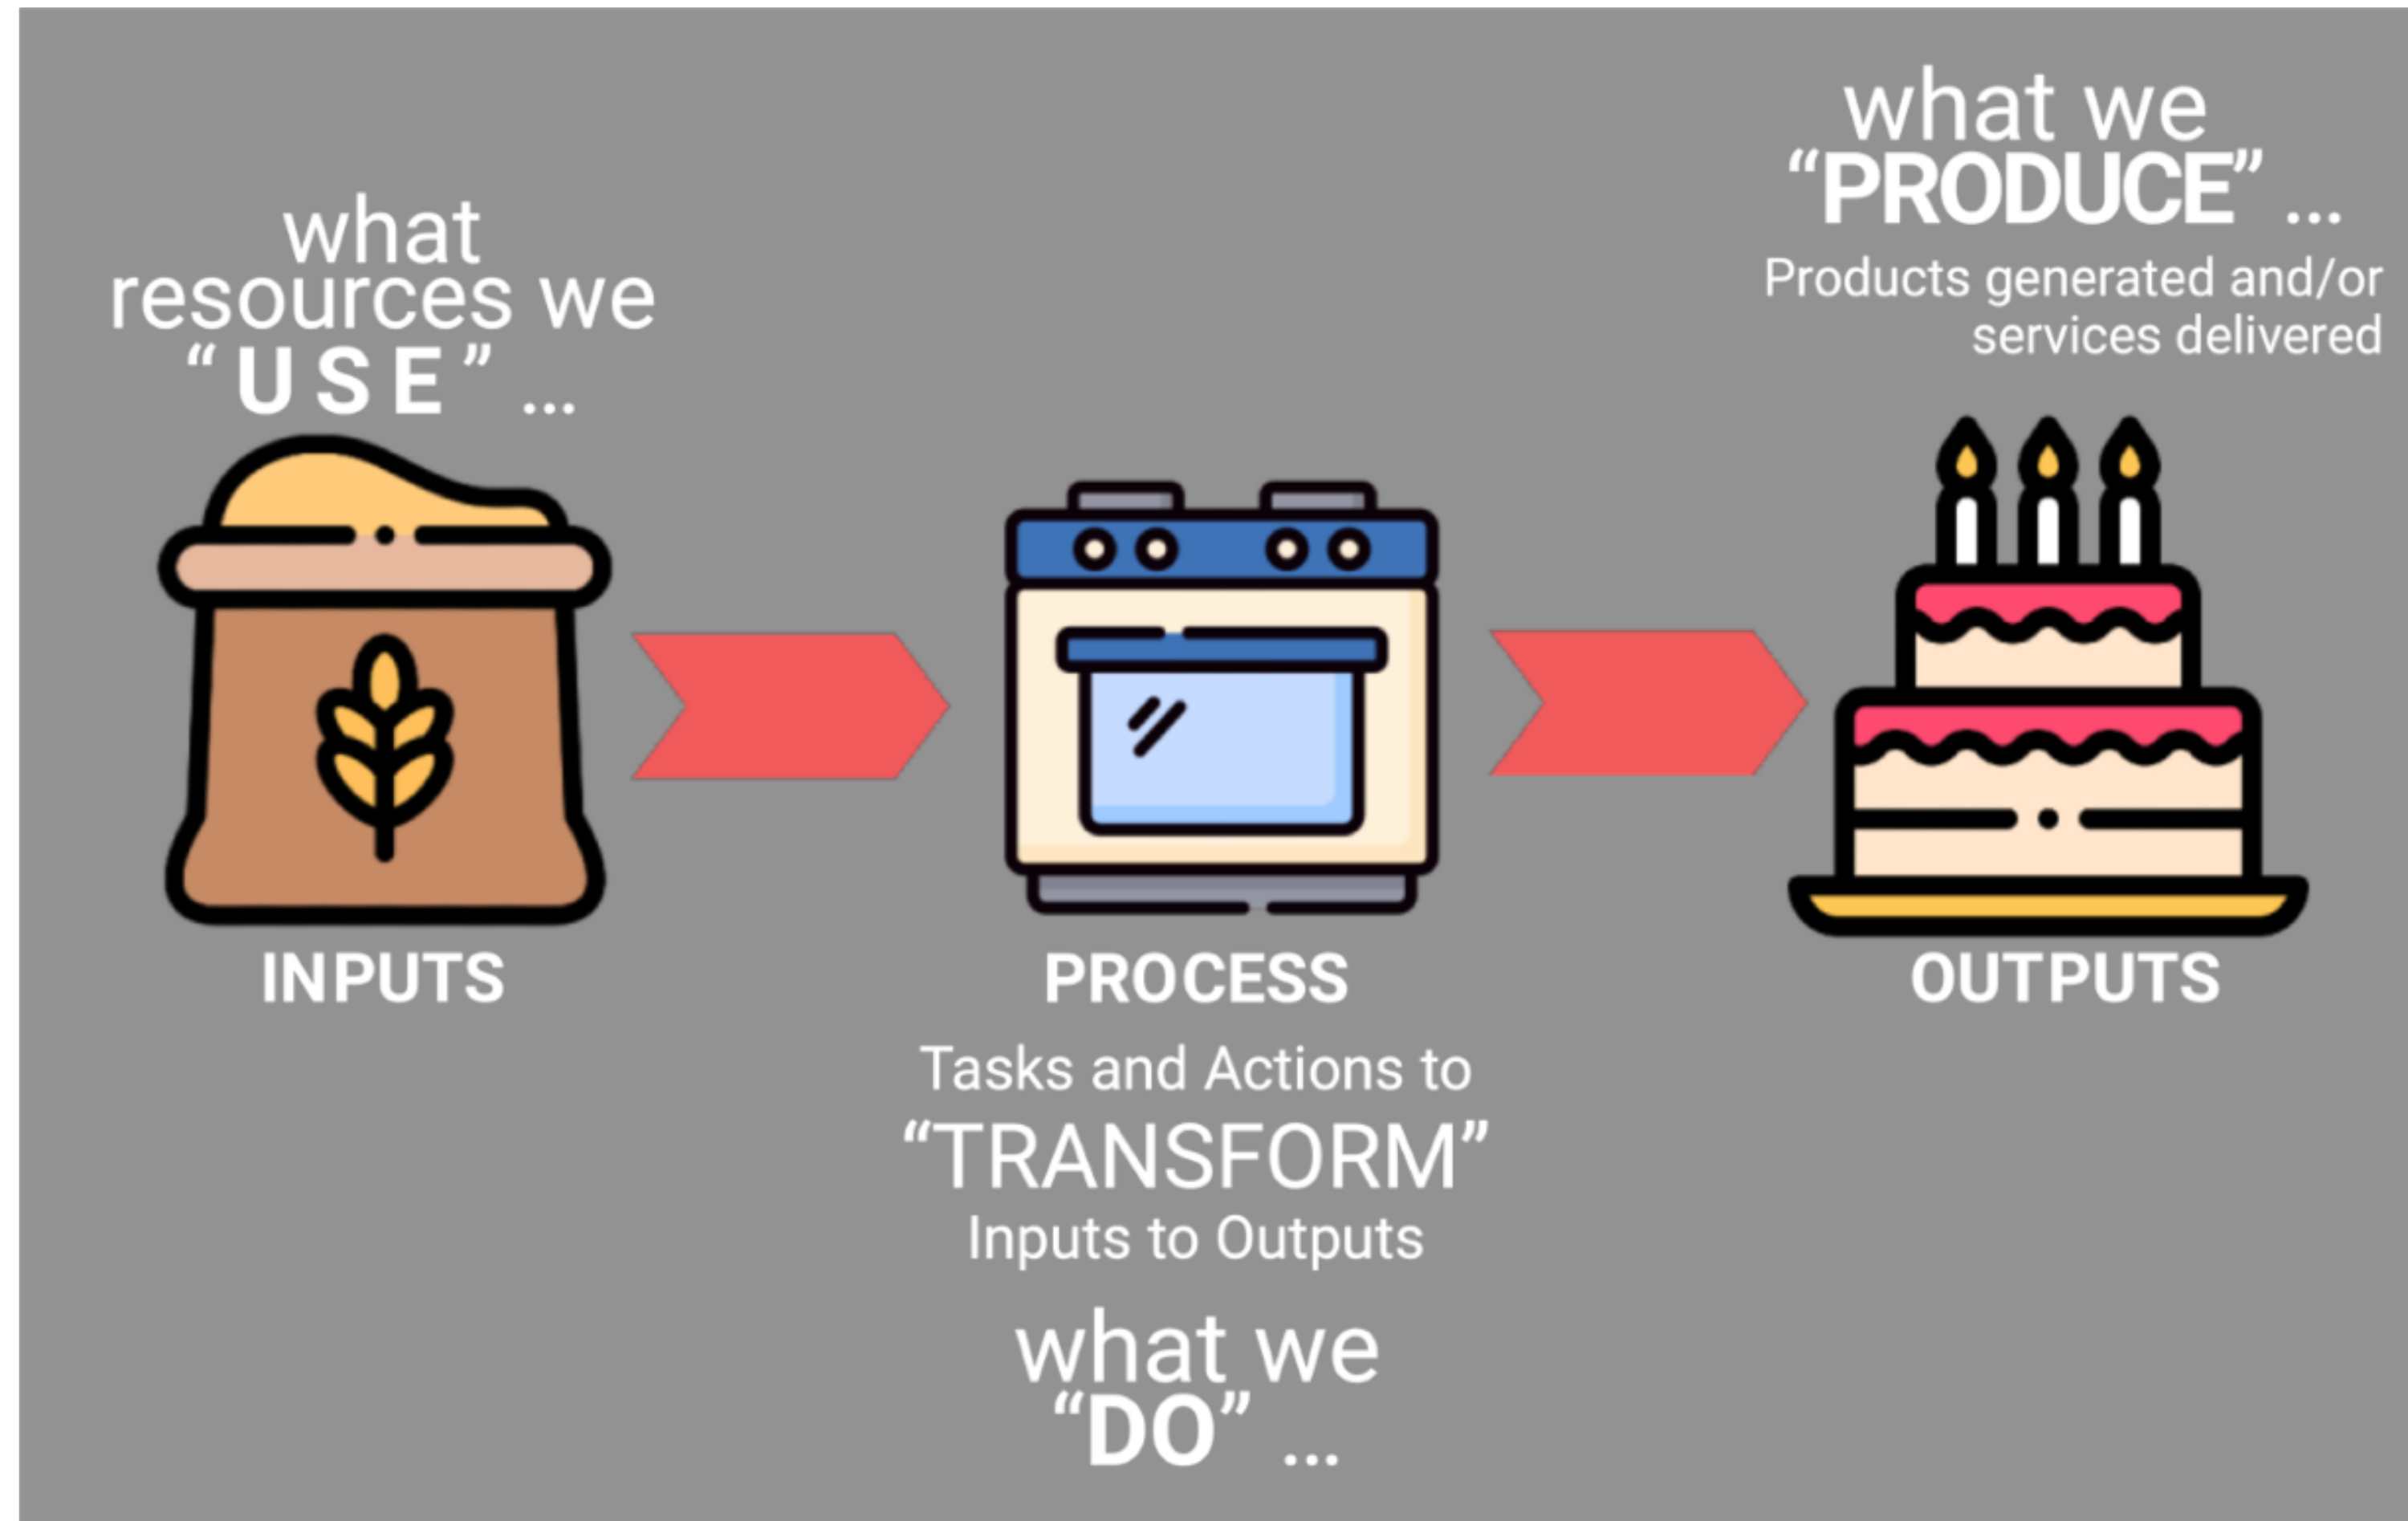 what
resources we
“USE” ...
INPUTS
PROCESS
Tasks and Actions to
“TRANSFORM”
Inputs to Outputs
what we
“DO” ...
what we
“PRODUCE” ...
Products generated and/or
services delivered
OUTPUTS